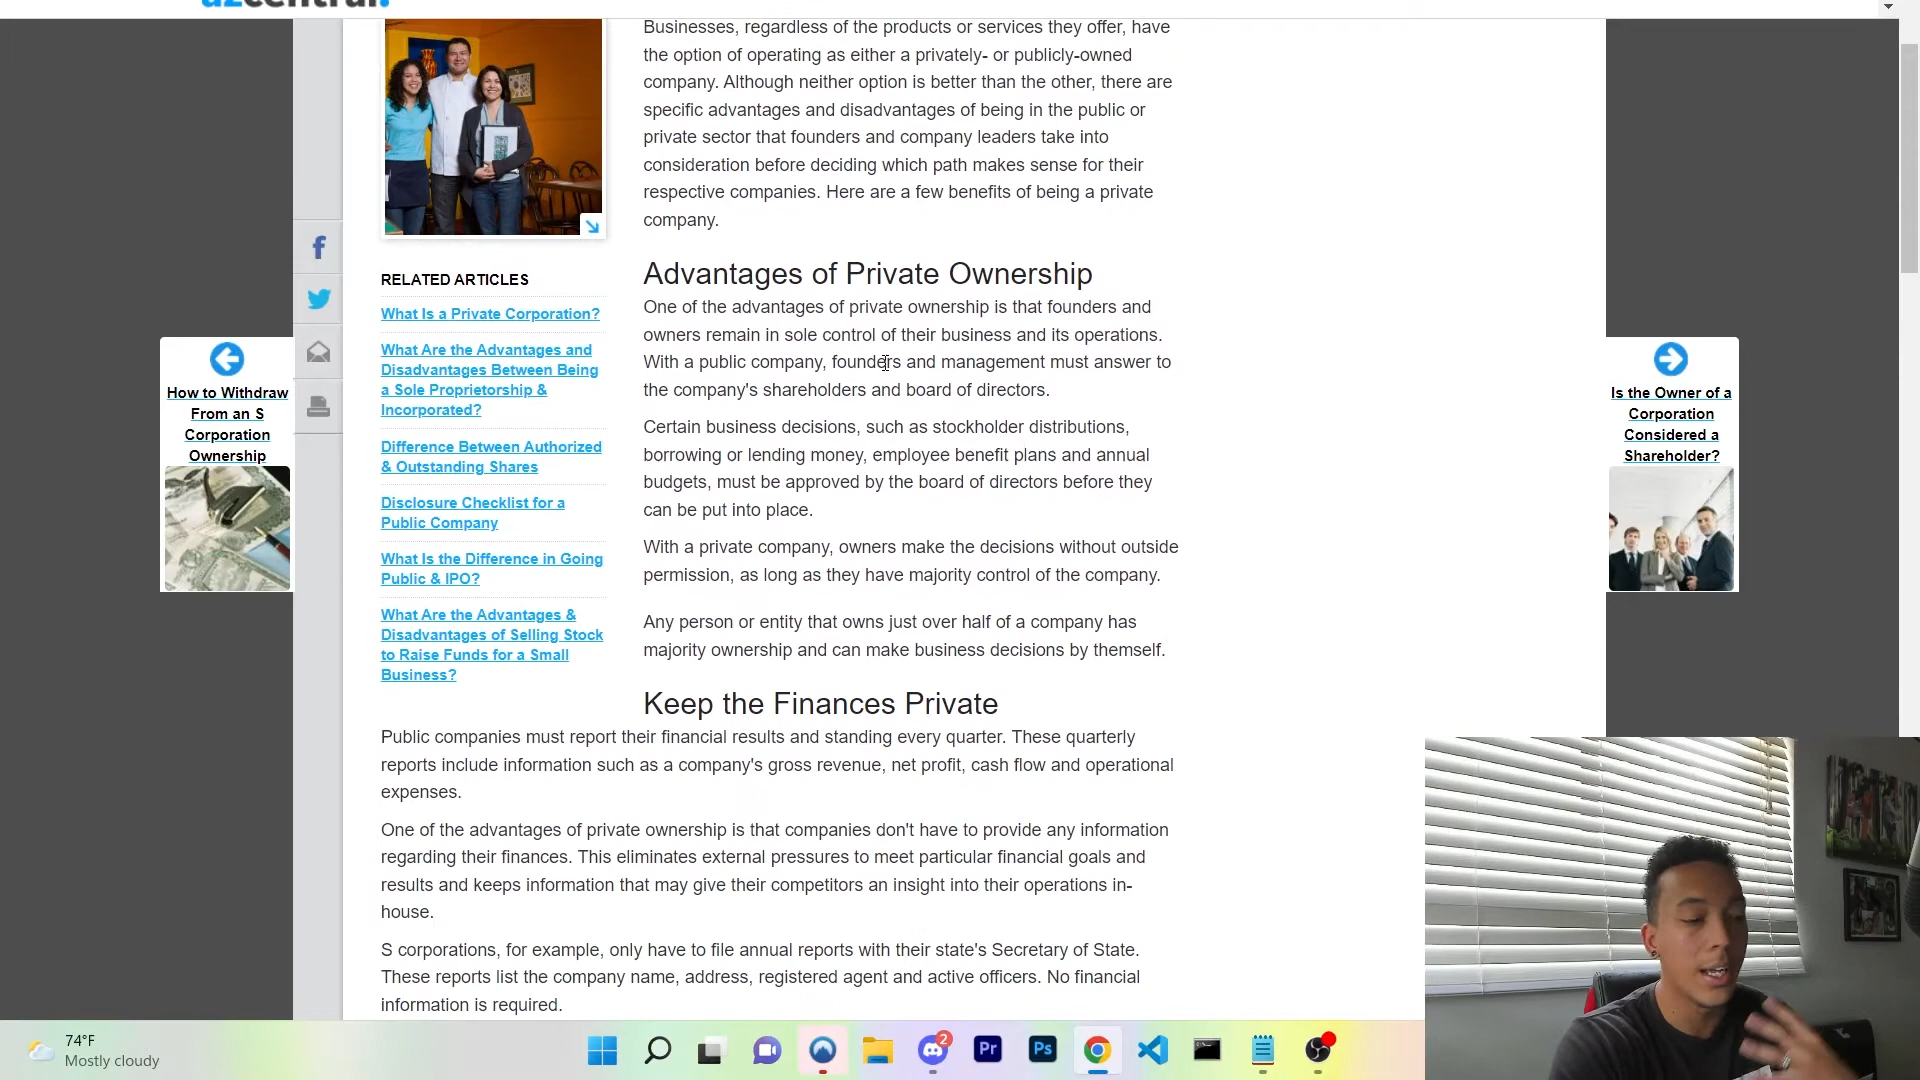 azcentral.
Businesses, regardless of the products or services they offer, have
the option of operating as either a privately- or publicly-owned
company. Although neither option is better than the other, there are
specific advantages and disadvantages of being in the public or
private sector that founders and company leaders take into
consideration before deciding which path makes sense for their
respective companies. Here are a few benefits of being a private
company.
Advantages of Private Ownership
One of the advantages of private ownership is that founders and
owners remain in sole control of their business and its operations.
With a public company, founders and management must answer to
the company's shareholders and board of directors.
Certain business decisions, such as stockholder distributions,
borrowing or lending money, employee benefit plans and annual
budgets, must be approved by the board of directors before they
can be put into place.
With a private company, owners make the decisions without outside
permission, as long as they have majority control of the company.
Any person or entity that owns just over half of a company has
majority ownership and can make business decisions by themself.
Keep the Finances Private
Public companies must report their financial results and standing every quarter. These quarterly
reports include information such as a company's gross revenue, net profit, cash flow and operational
expenses.
One of the advantages of private ownership is that companies don't have to provide any information
regarding their finances. This eliminates external pressures to meet particular financial goals and
results and keeps information that may give their competitors an insight into their operations in-
house.
S corporations, for example, only have to file annual reports with their state's Secretary of State.
These reports list the company name, address, registered agent and active officers. No financial
information is required.
RELATED ARTICLES
What Is a Private Corporation?
What Are the Advantages and
Disadvantages Between Being
a Sole Proprietorship &
Incorporated?
Difference Between Authorized
& Outstanding Shares
Disclosure Checklist for a
Public Company
What Is the Difference in Going
Public & IPO?
What Are the Advantages &
Disadvantages of Selling Stock
to Raise Funds for a Small
Business?
How to Withdraw
From an S
Corporation
Ownership
Is the Owner of a
Corporation
Considered a
Shareholder?
74°F
Mostly cloudy
2
Pr
Ps